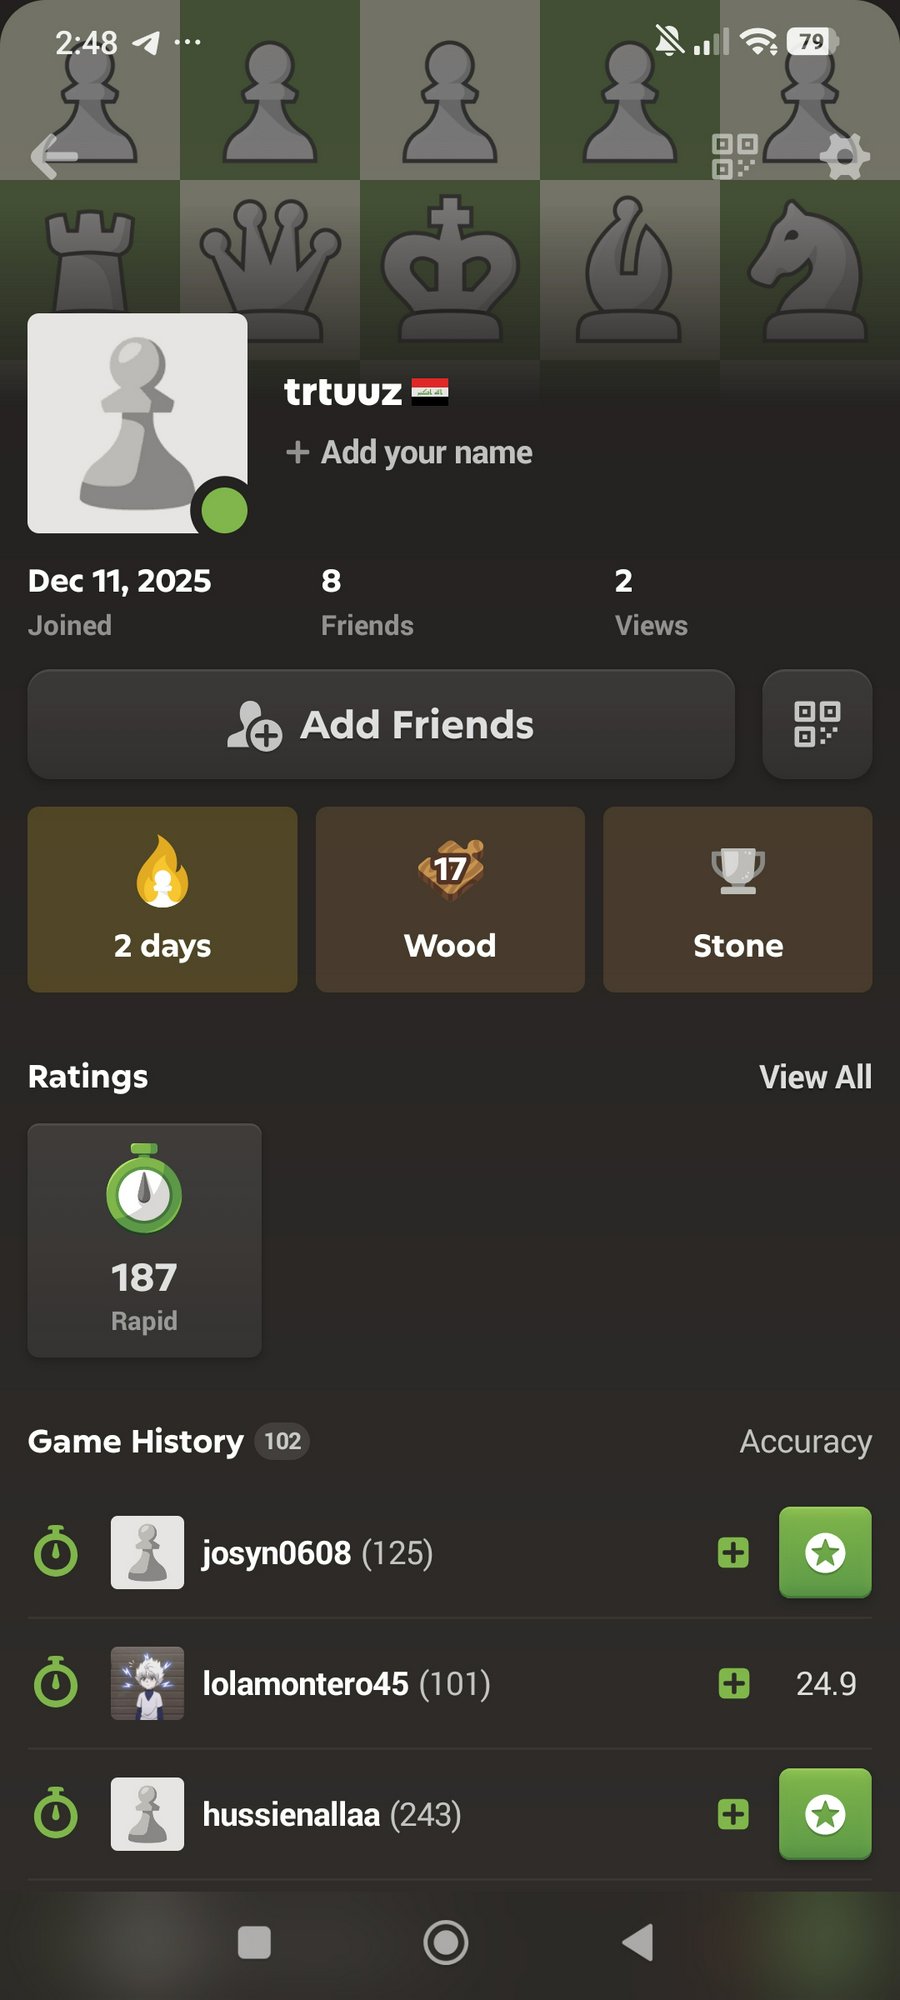 2:48
79
trtuuz
+ Add your name
Dec 11, 2025
8
2
Joined
Friends
Views
Add Friends
17
2 days
Wood
Stone
Ratings
View All
187
Rapid
Game History 102
Accuracy
josyn0608 (125)
lolamontero45 (101)
24.9
hussienallaa (243)